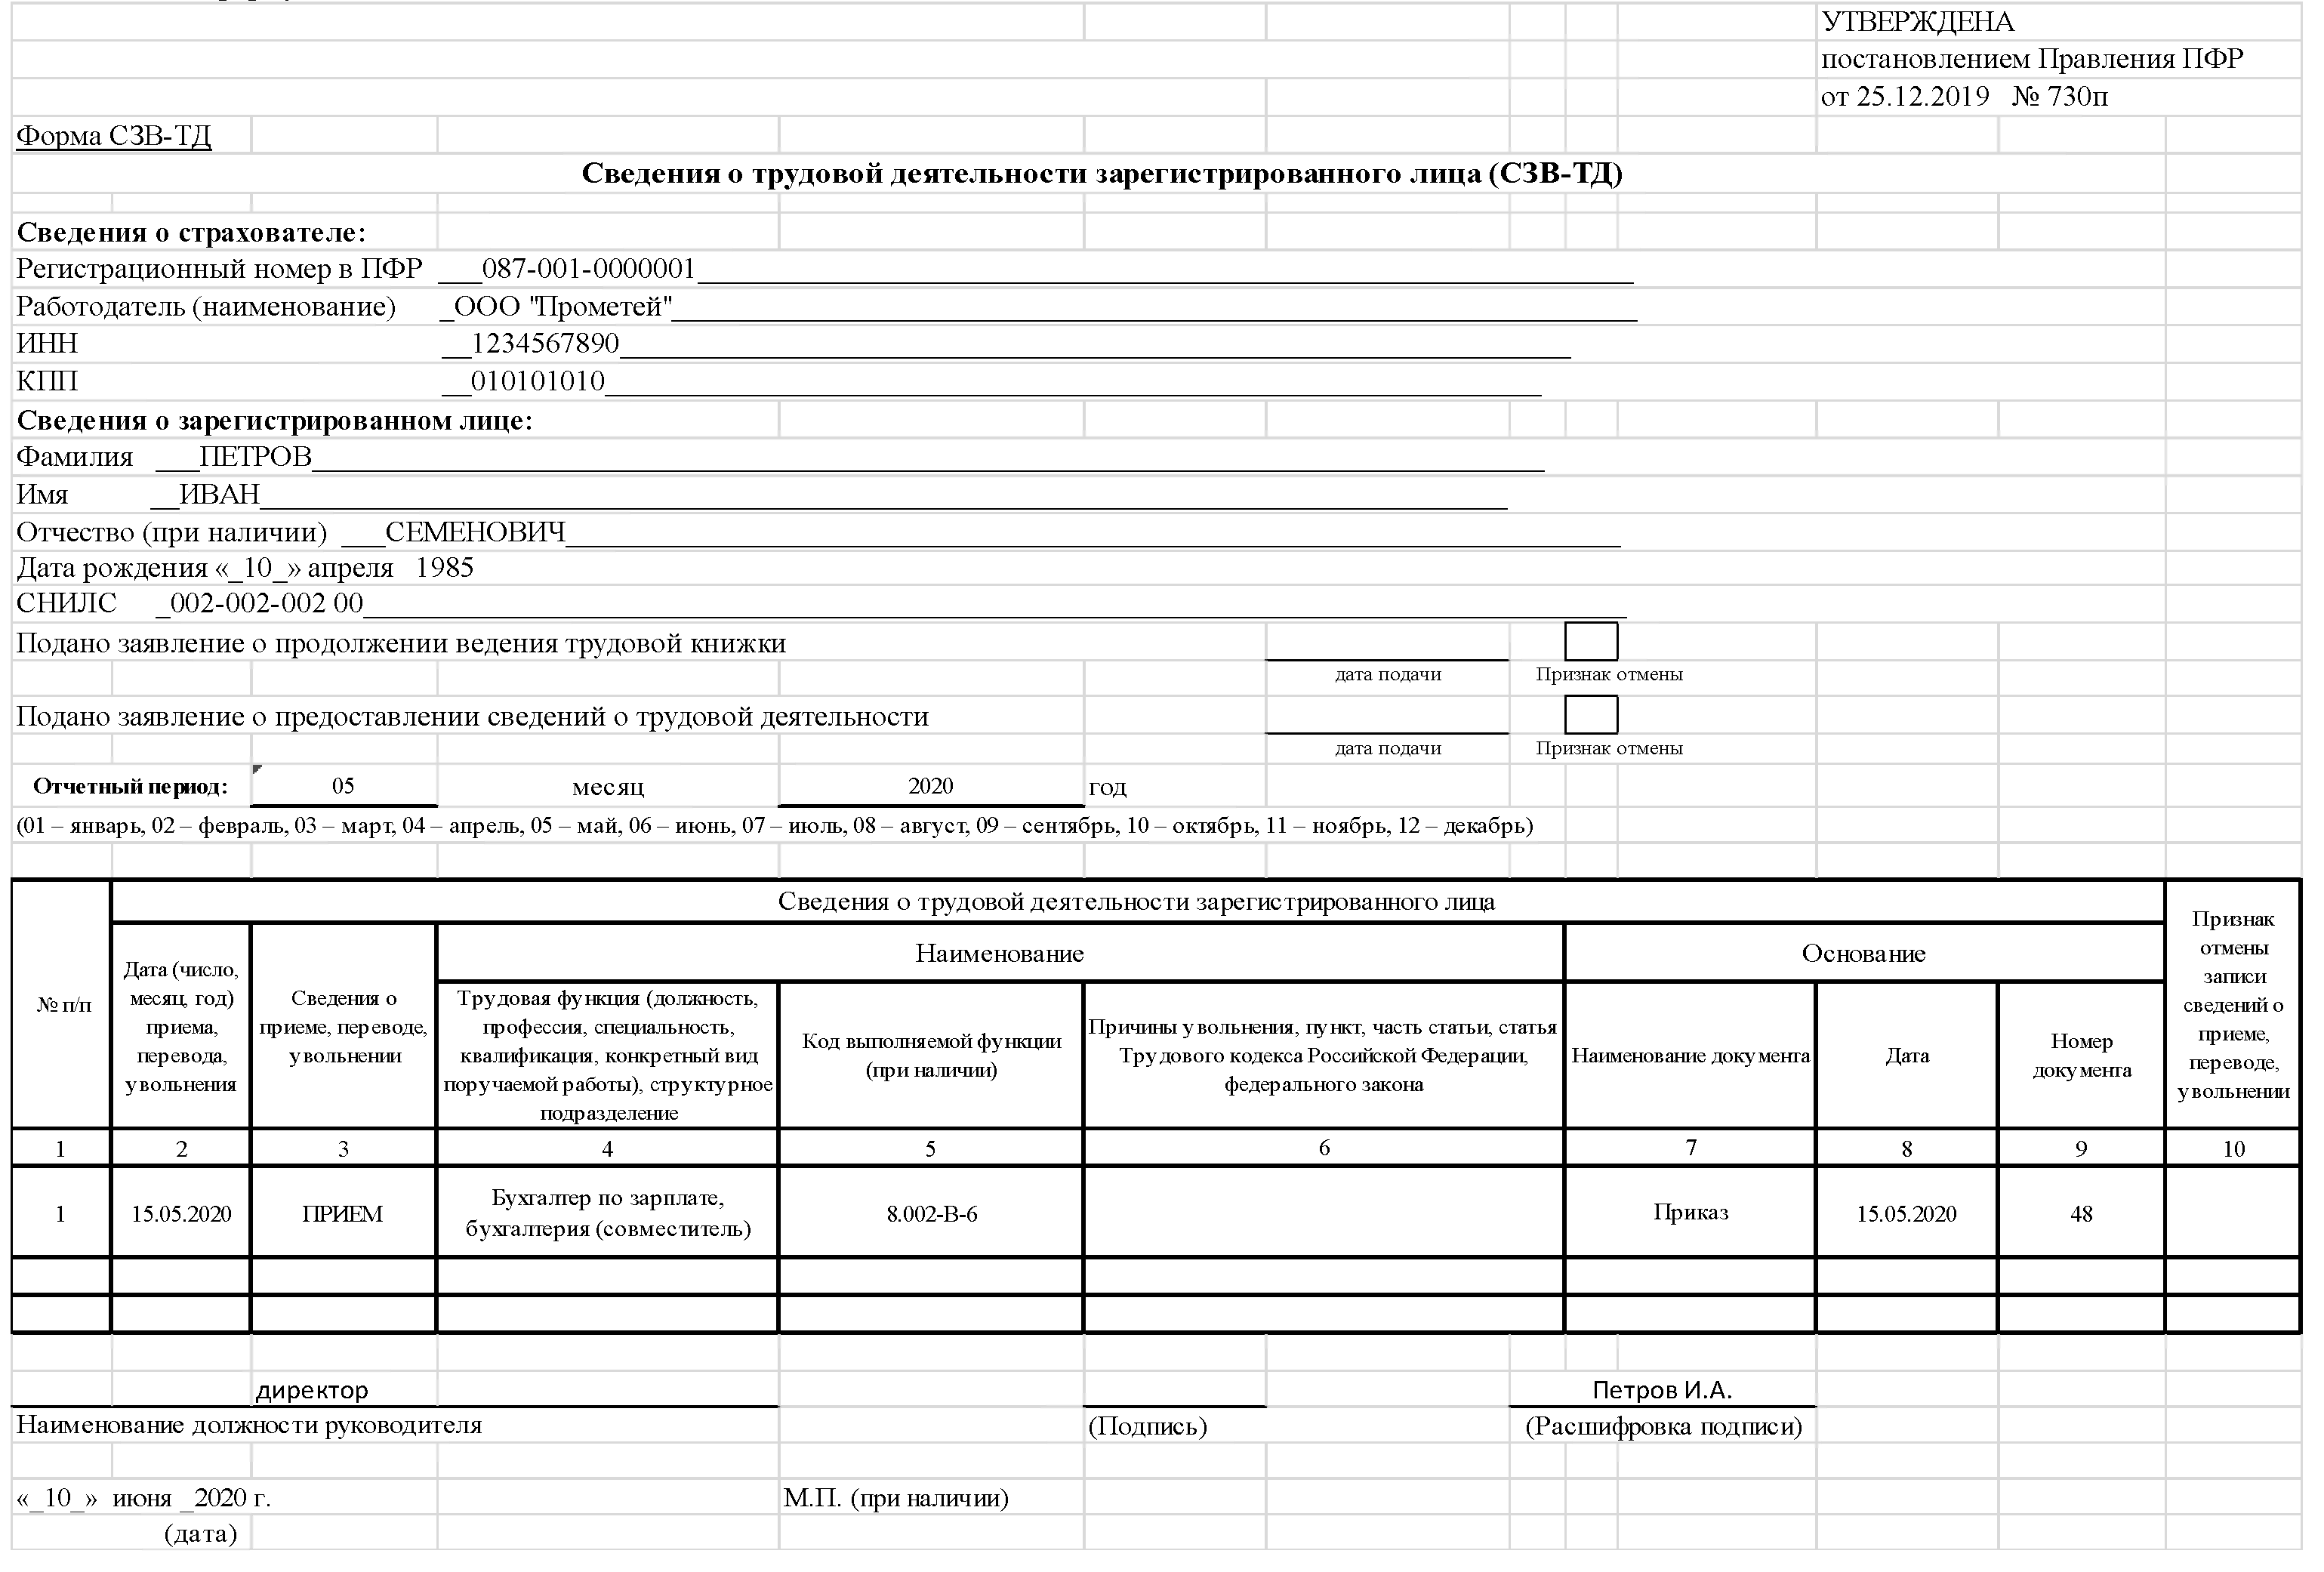 УТВЕРЖДЕНА
постановлением Правления ПФР
от 25.12.2019 № 730п
Форма СЗВ-ТД
Сведения о трудовой деятельности зарегистрированного лица (СЗВ-ТД)
Сведения о страхователе:
Регистрационный номер в ПФР ___087-001-0000001
Работодатель (наименование) _ООО "Прометей"
ИНН __1234567890
КПП __010101010
Сведения о зарегистрированном лице:
Фамилия ___ПЕТРОВ
Имя __ИВАН
Отчество (при наличии) ___СЕМЕНОВИЧ
Дата рождения «_10_» апреля 1985
СНИЛС _002-002-002 00
Подано заявление о продолжении ведения трудовой книжки
дата подачи Признак отмены
Подано заявление о предоставлении сведений о трудовой деятельности
дата подачи Признак отмены
Отчетный период: 05 месяц 2020 год
(01 – январь, 02 – февраль, 03 – март, 04 – апрель, 05 – май, 06 – июнь, 07 – июль, 08 – август, 09 – сентябрь, 10 – октябрь, 11 – ноябрь, 12 – декабрь)
№ п/п
Сведения о трудовой деятельности зарегистрированного лица
Признак
отмены
записи
сведений о
приеме,
переводе,
увольнении
Дата (число,
месяц, год)
приема,
перевода,
увольнения
Сведения о
приеме, переводе,
увольнении
Наименование
Основание
Трудовая функция (должность,
профессия, специальность,
квалификация, конкретный вид
поручаемой работы), структурное
подразделение
Код выполняемой функции
(при наличии)
Причины увольнения, пункт, часть статьи, статья
Трудового кодекса Российской Федерации,
федерального закона
Наименование документа
Дата
Номер
документа
1 2 3 4 5 6 7 8 9 10
1 15.05.2020 ПРИЕМ
Бухгалтер по зарплате,
бухгалтерия (совместитель)
8.002-В-6 Приказ 15.05.2020 48
директор Петров И.А.
Наименование должности руководителя (Подпись) (Расшифровка подписи)
«_10_» июня _2020 г. М.П. (при наличии)
(дата)